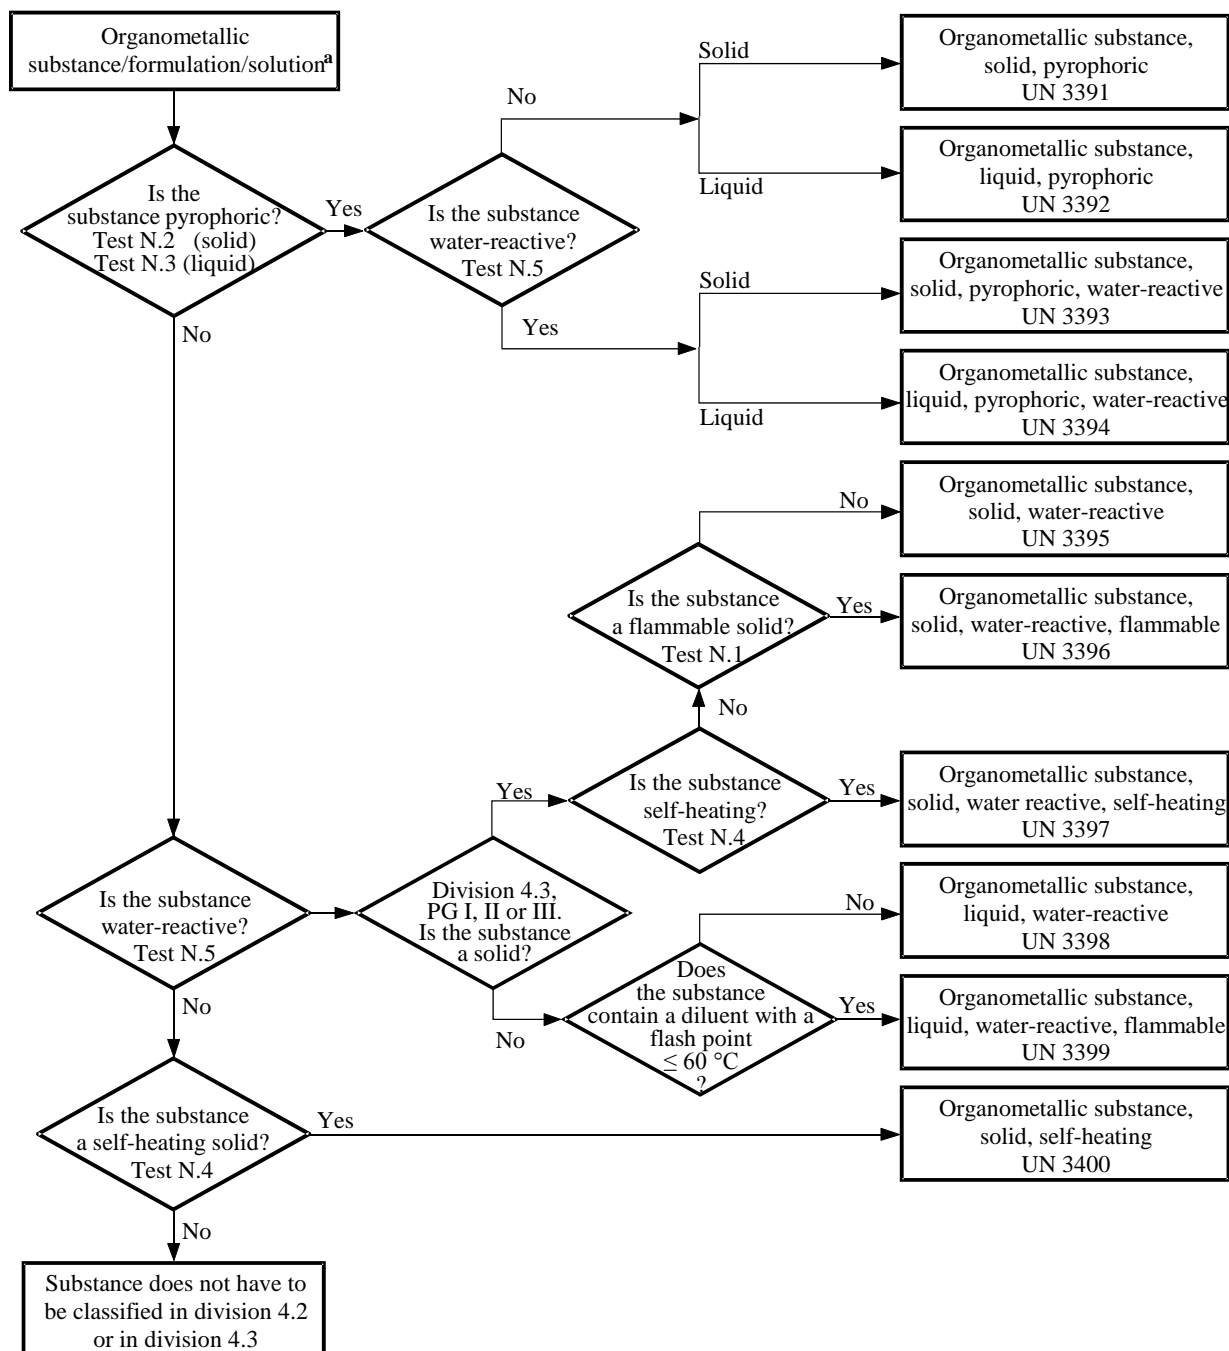 Organometallic
substance/formulation/solutionᵃ
Is the
substance pyrophoric?
Test N.2 (solid)
Test N.3 (liquid)
Yes
No
Is the substance
water-reactive?
Test N.5
No
Yes
Solid
Liquid
Solid
Liquid
Organometallic substance,
solid, pyrophoric
UN 3391
Organometallic substance,
liquid, pyrophoric
UN 3392
Organometallic substance,
solid, pyrophoric, water-reactive
UN 3393
Organometallic substance,
liquid, pyrophoric, water-reactive
UN 3394
No
Organometallic substance,
solid, water-reactive
UN 3395
Is the substance
a flammable solid?
Test N.1
Yes
Organometallic substance,
solid, water-reactive, flammable
UN 3396
No
Is the substance
self-heating?
Test N.4
Yes
Yes
Organometallic substance,
solid, water reactive, self-heating
UN 3397
Is the substance
water-reactive?
Test N.5
Division 4.3,
PG I, II or III.
Is the substance
a solid?
No
Organometallic substance,
liquid, water-reactive
UN 3398
No
No
Does
the substance
contain a diluent with a
flash point
≤ 60 °C
?
Yes
Organometallic substance,
liquid, water-reactive, flammable
UN 3399
Is the substance
a self-heating solid?
Test N.4
Yes
Organometallic substance,
solid, self-heating
UN 3400
No
Substance does not have to
be classified in division 4.2
or in division 4.3